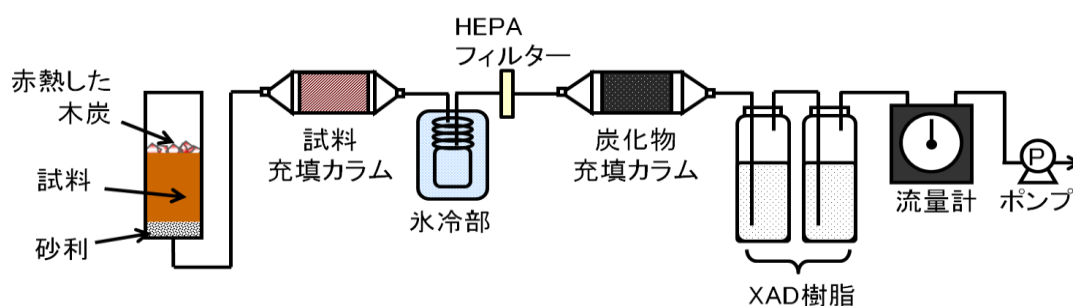 HEPA
フィルター
赤熱した
木炭
試料
砂利
試料
充填カラム
氷冷部
炭化物
充填カラム
XAD樹脂
流量計
P
ポンプ